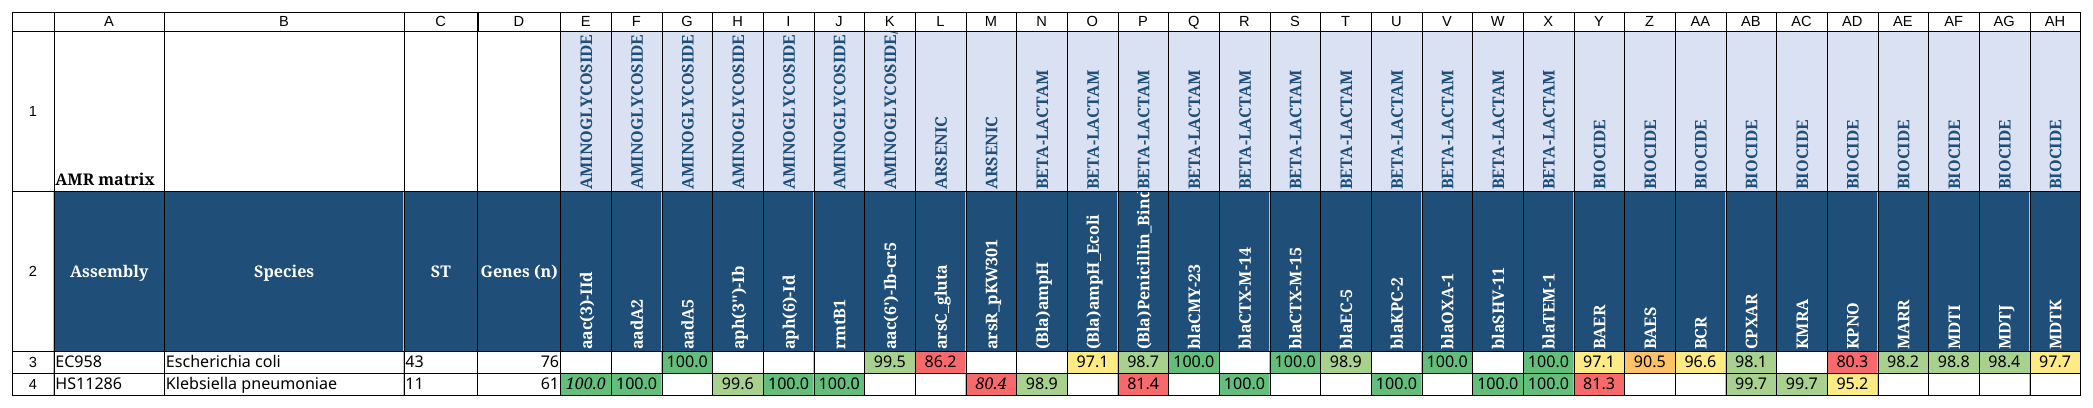 A B C D E F G H I J K L M N O P Q R S T U V W X Y Z AA AB AC AD AE AF AG AH
1 AMR matrix AMINOGLYCOSIDE AMINOGLYCOSIDE AMINOGLYCOSIDE AMINOGLYCOSIDE AMINOGLYCOSIDE AMINOGLYCOSIDE AMINOGLYCOSIDE/ ARSENIC ARSENIC BETA-LACTAM BETA-LACTAM BETA-LACTAM BETA-LACTAM BETA-LACTAM BETA-LACTAM BETA-LACTAM BETA-LACTAM BETA-LACTAM BETA-LACTAM BETA-LACTAM BIOCIDE BIOCIDE BIOCIDE BIOCIDE BIOCIDE BIOCIDE BIOCIDE BIOCIDE BIOCIDE BIOCIDE
2 Assembly Species ST Genes (n) aac(3)-IId aadA2 aadA5 aph(3'')-Ib aph(6)-Id rmtB1 aac(6')-Ib-cr5 arsC_gluta arsR_pKW301 (Bla)ampH (Bla)ampH_Ecoli (Bla)Penicillin_Bind blaCMY-23 blaCTX-M-14 blaCTX-M-15 blaEC-5 blaKPC-2 blaOXA-1 blaSHV-11 blaTEM-1 BAER BAES BCR CPXAR KMRA KPNO MARR MDTI MDTJ MDTK
3 EC958 Escherichia coli 43 76 100.0 99.5 86.2 97.1 98.7 100.0 100.0 98.9 100.0 100.0 97.1 90.5 96.6 98.1 80.3 98.2 98.8 98.4 97.7
4 HS11286 Klebsiella pneumoniae 11 61 100.0 100.0 99.6 100.0 100.0 80.4 98.9 81.4 100.0 100.0 100.0 100.0 81.3 99.7 99.7 95.2